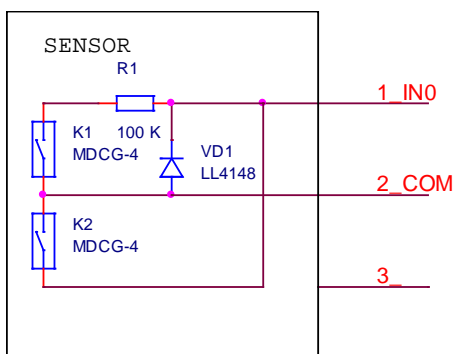 SENSOR
R1
1_IN0
K1
100 K
MDCG-4
VD1
LL4148
2_COM
K2
MDCG-4
3_